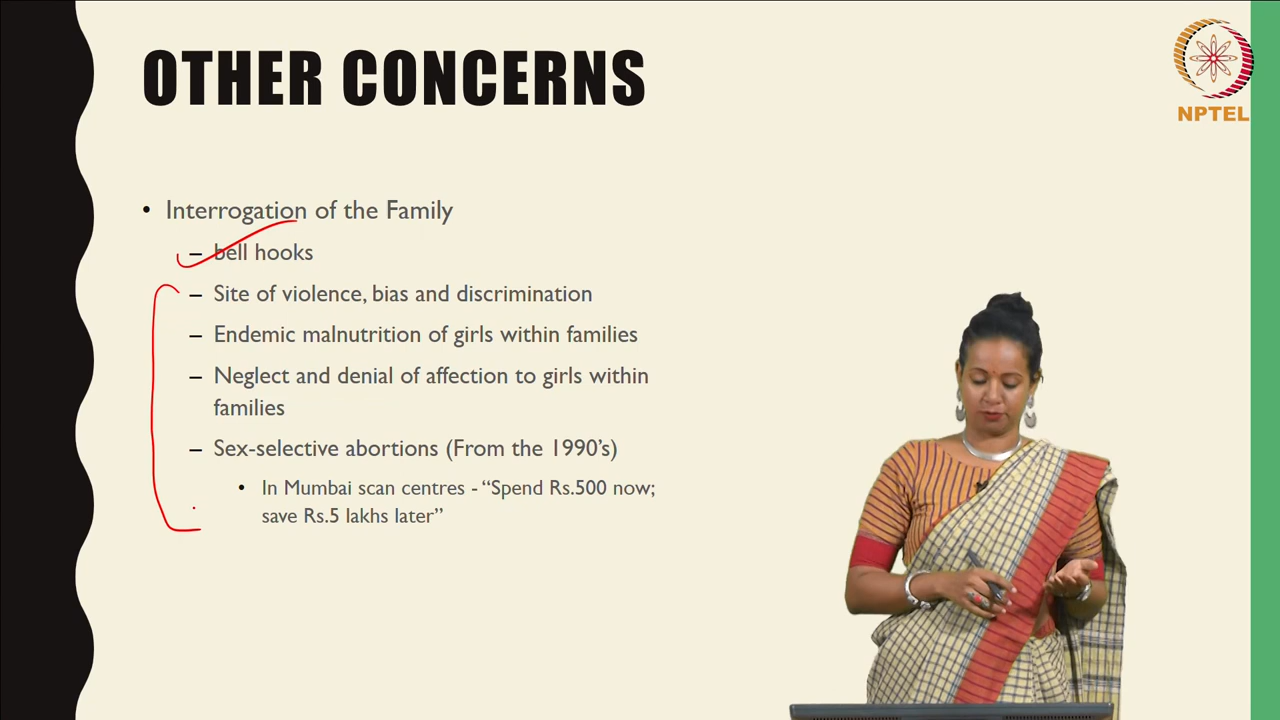 OTHER CONCERNS
NPTEL
• Interrogation of the Family
– bell hooks
– Site of violence, bias and discrimination
– Endemic malnutrition of girls within families
– Neglect and denial of affection to girls within
families
– Sex-selective abortions (From the 1990's)
• In Mumbai scan centres - “Spend Rs.500 now;
save Rs.5 lakhs later”